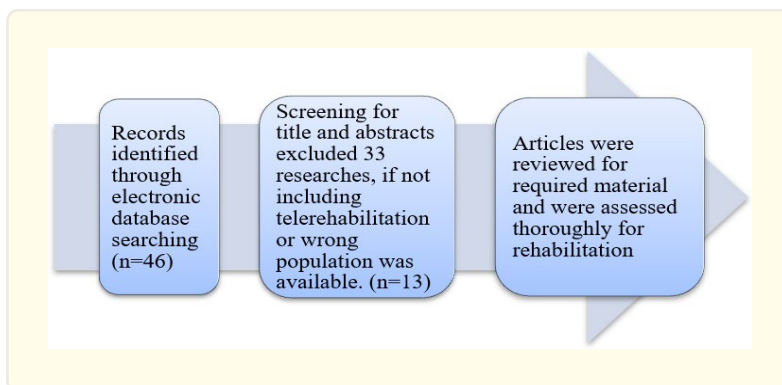 Records
identified
through
electronic
database
searching
(n=46)
Screening for
title and abstracts
excluded 33
researches, if not
including
telerehabilitation
or wrong
population was
available. (n=13)
Articles were
reviewed for
required material
and were assessed
thoroughly for
rehabilitation